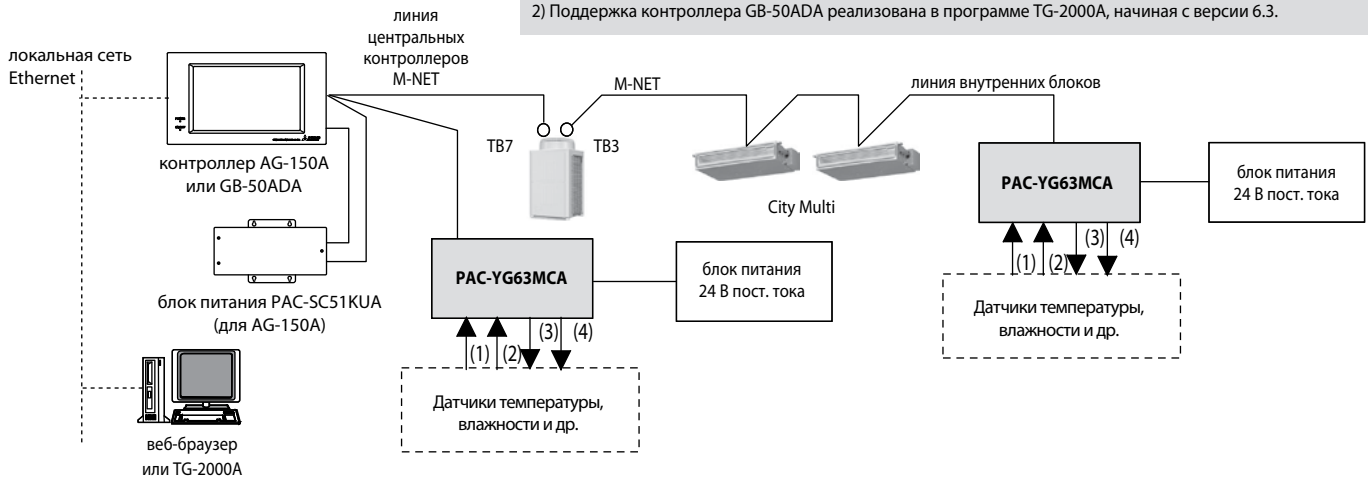 2) Поддержка контроллера GB-50ADA реализована в программе TG-2000A, начиная с версии 6.3.
локальная сеть
Ethernet
линия
центральных
контроллеров
M-NET
M-NET
линия внутренних блоков
контроллер AG-150A
или GB-50ADA
TB7
TB3
City Multi
PAC-YG63MCA
блок питания
24 В пост. тока
(1)
(2)
(3)
(4)
Датчики температуры,
влажности и др.
блок питания PAC-SC51KUA
(для AG-150A)
PAC-YG63MCA
блок питания
24 В пост. тока
(1)
(2)
(3)
(4)
Датчики температуры,
влажности и др.
веб-браузер
или TG-2000A